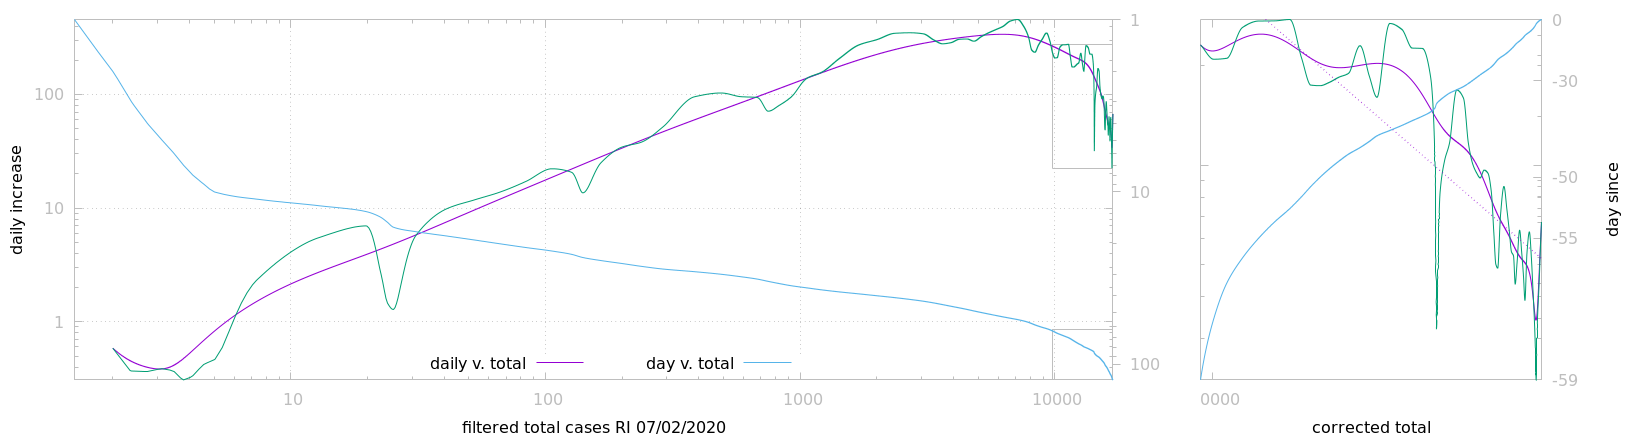 daily increase
100
10
1
1
10
100
daily v. total
day v. total
10
100
1000
10000
filtered total cases RI 07/02/2020
0
-30
-50
-55
-59
day since
0000
corrected total